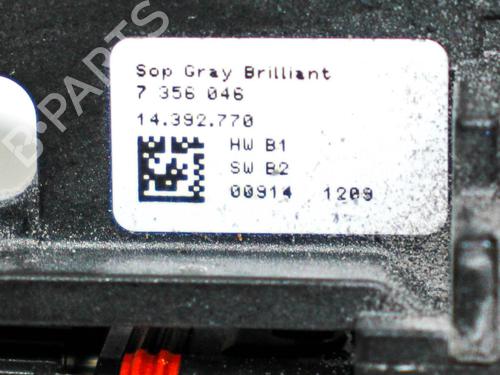 B-PARTS
Sop Gray Brilliant
7 356 046
14.392.770
HW B1
SW B2
00914 1209